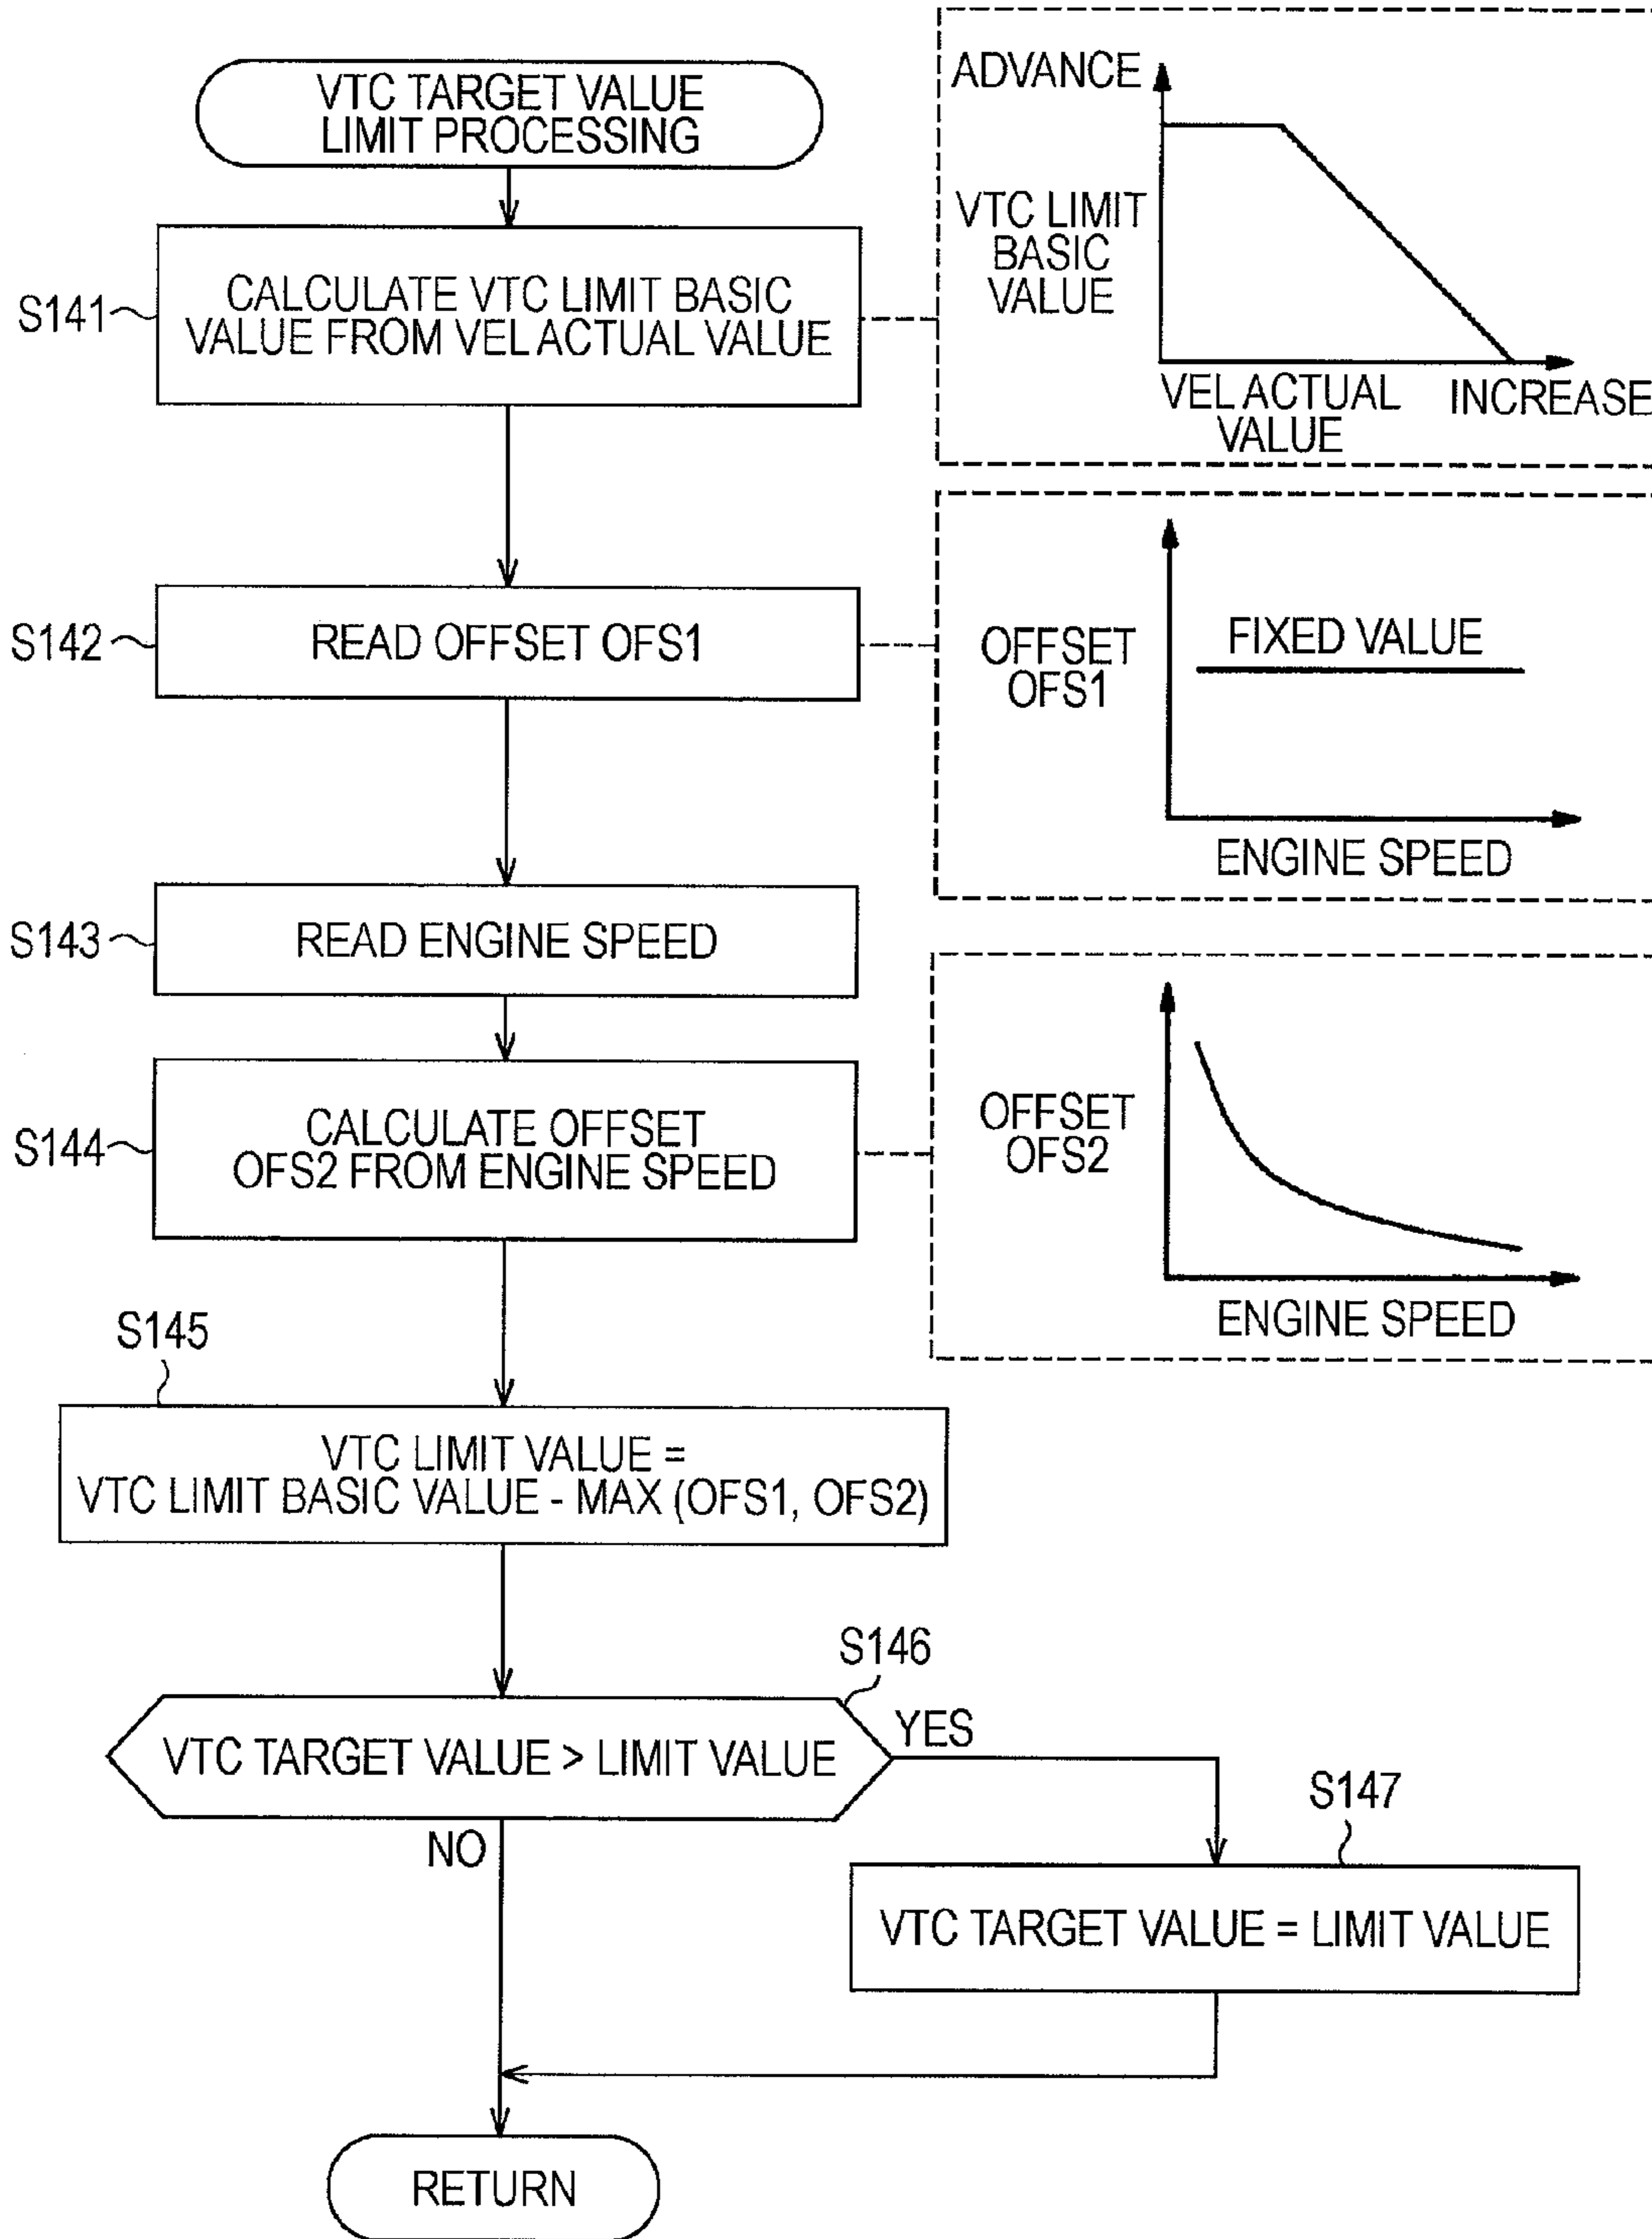 VTC TARGET VALUE
LIMIT PROCESSING
S141
CALCULATE VTC LIMIT BASIC
VALUE FROM VEL ACTUAL VALUE
ADVANCE
VTC LIMIT
BASIC
VALUE
VEL ACTUAL
VALUE
INCREASE
S142
READ OFFSET OFS1
OFFSET
OFS1
FIXED VALUE
ENGINE SPEED
S143
READ ENGINE SPEED
S144
CALCULATE OFFSET
OFS2 FROM ENGINE SPEED
OFFSET
OFS2
ENGINE SPEED
S145
VTC LIMIT VALUE =
VTC LIMIT BASIC VALUE - MAX (OFS1, OFS2)
S146
VTC TARGET VALUE > LIMIT VALUE
YES
NO
S147
VTC TARGET VALUE = LIMIT VALUE
RETURN